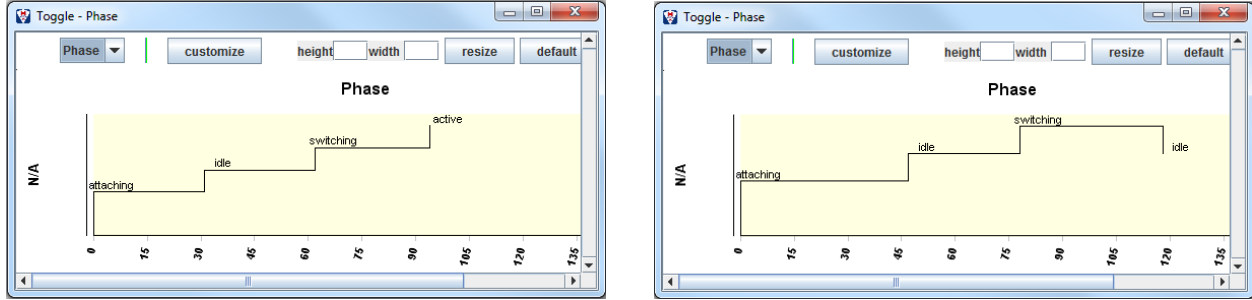 Toggle - Phase
Phase customize height width resize default
Phase
active
switching
idle
attaching
N/A
0 15 30 45 60 75 90 105 120 135
Toggle - Phase
Phase customize height width resize default
Phase
switching
idle idle
attaching
N/A
0 15 30 45 60 75 90 105 120 135